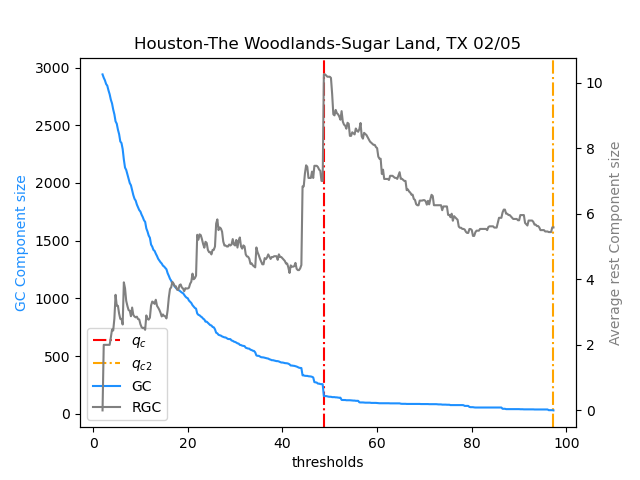 Houston-The Woodlands-Sugar Land, TX 02/05
GC Component size
3000
2500
2000
1500
1000
500
0
10
8
6
4
2
0
Average rest Component size
q_c
q_c2
GC
RGC
0 20 40 60 80 100
thresholds